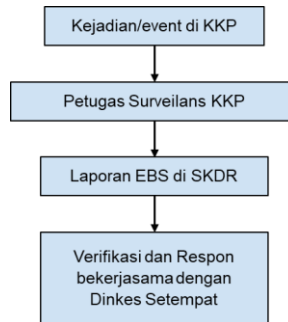 Kejadian/event di KKP
Petugas Surveilans KKP
Laporan EBS di SKDR
Verifikasi dan Respon
bekerjasama dengan
Dinkes Setempat